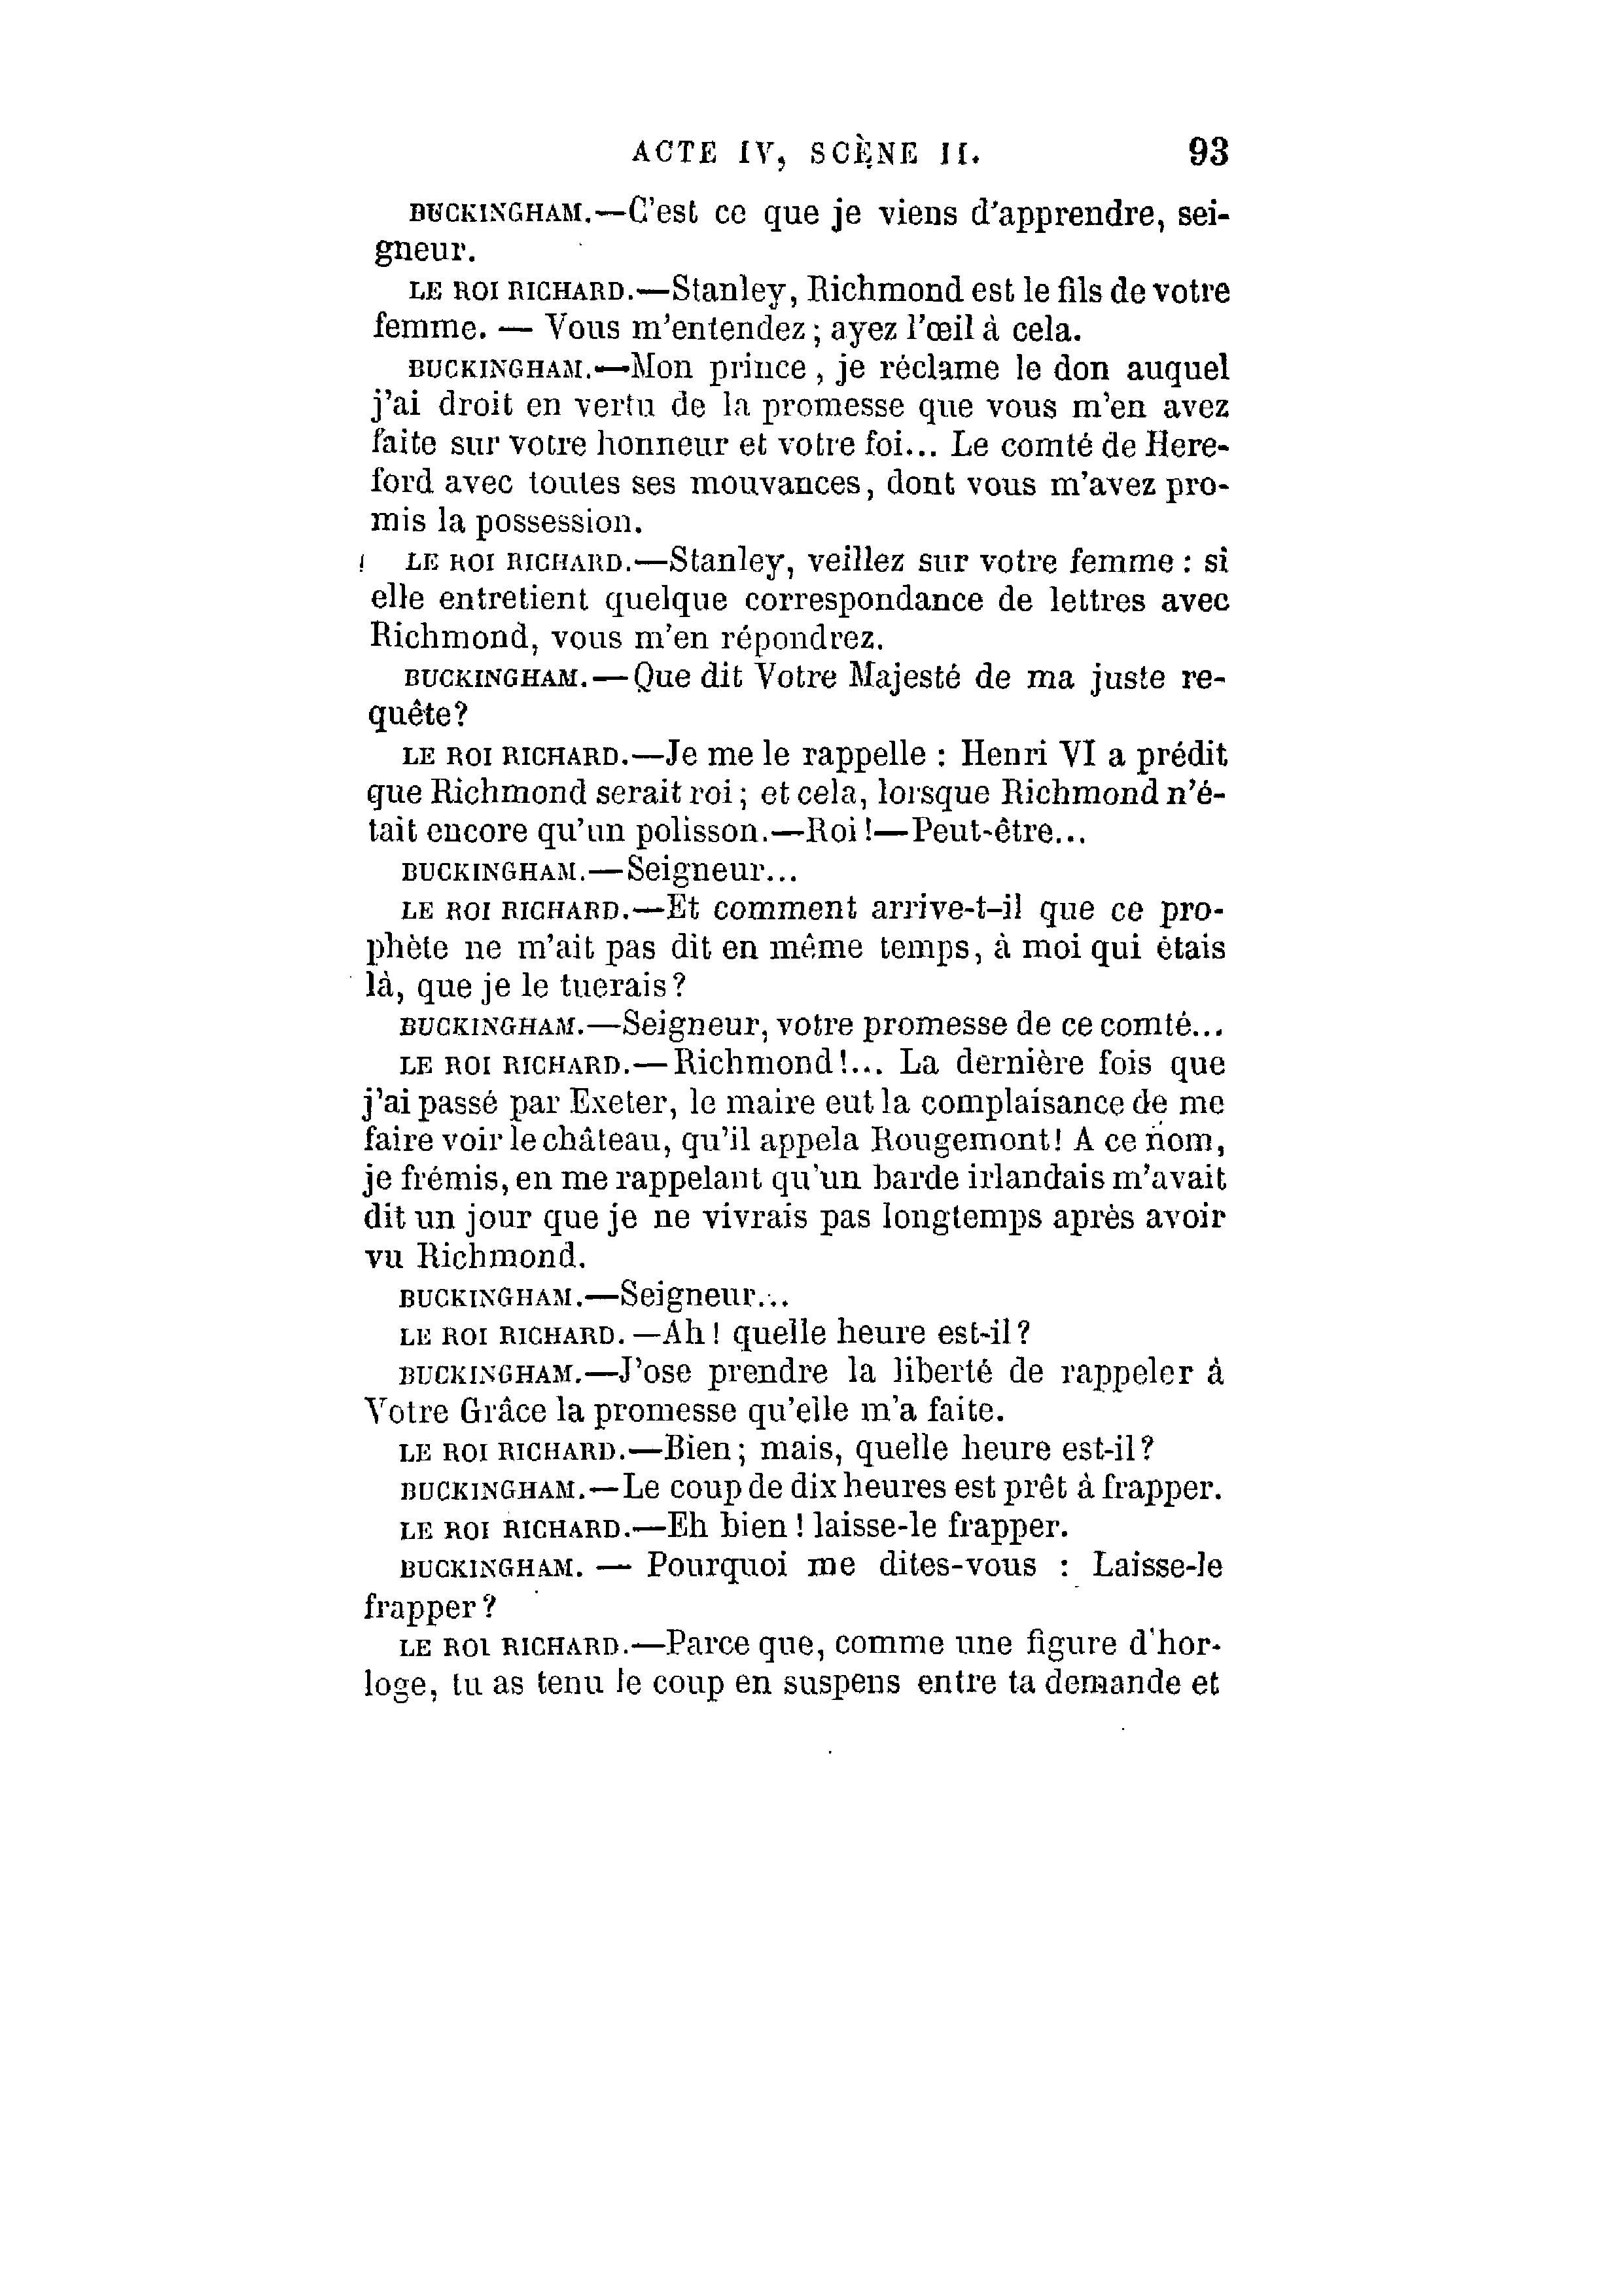 ACTE IV, SCÈNE II. 93
BUCKINGHAM.—C'est ce que je viens d'apprendre, sei-
gneur.
LE ROI RICHARD.—Stanley, Richmond est le fils de votre
femme. — Vous m'entendez ; ayez l'œil à cela.
BUCKINGHAM.—Mon prince, je réclame le don auquel
j'ai droit en vertu de la promesse que vous m'en avez
faite sur votre honneur et votre foi... Le comté de Here-
ford avec toutes ses mouvances, dont vous m'avez pro-
mis la possession.
LE ROI RICHARD.—Stanley, veillez sur votre femme : si
elle entretient quelque correspondance de lettres avec
Richmond, vous m'en répondrez.
BUCKINGHAM.—Que dit Votre Majesté de ma juste re-
quête?
LE ROI RICHARD.—Je me le rappelle : Henri VI a prédit
que Richmond serait roi ; et cela, lorsque Richmond n'é-
tait encore qu'un polisson.—Roi !—Peut-être...
BUCKINGHAM.—Seigneur...
LE ROI RICHARD.—Et comment arrive-t-il que ce pro-
phète ne m'ait pas dit en même temps, à moi qui étais
là, que je le tuerais?
BUCKINGHAM.—Seigneur, votre promesse de ce comté...
LE ROI RICHARD.—Richmond!... La dernière fois que
j'ai passé par Exeter, le maire eut la complaisance de me
faire voir le château, qu'il appela Rougemont! A ce nom,
je frémis, en me rappelant qu'un barde irlandais m'avait
dit un jour que je ne vivrais pas longtemps après avoir
vu Richmond.
BUCKINGHAM.—Seigneur...
LE ROI RICHARD. —Ah ! quelle heure est-il?
BUCKINGHAM.—J'ose prendre la liberté de rappeler à
Votre Grâce la promesse qu'elle m'a faite.
LE ROI RICHARD.—Bien ; mais, quelle heure est-il?
BUCKINGHAM.—Le coup de dix heures est prêt à frapper.
LE ROI RICHARD.—Eh bien ! laisse-le frapper.
BUCKINGHAM. — Pourquoi me dites-vous : Laisse-le
frapper?
LE ROI RICHARD.—Parce que, comme une figure d'hor-
loge, tu as tenu le coup en suspens entre ta demande et